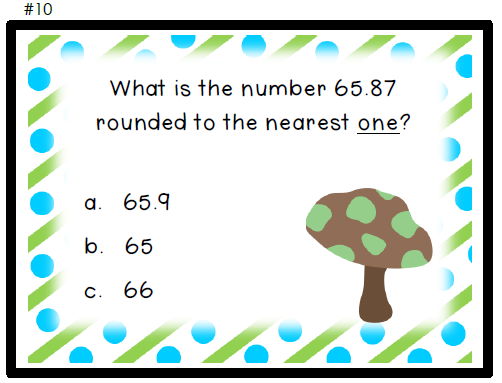 #10
What is the number 65.87
rounded to the nearest one?
a. 65.9
b. 65
c. 66